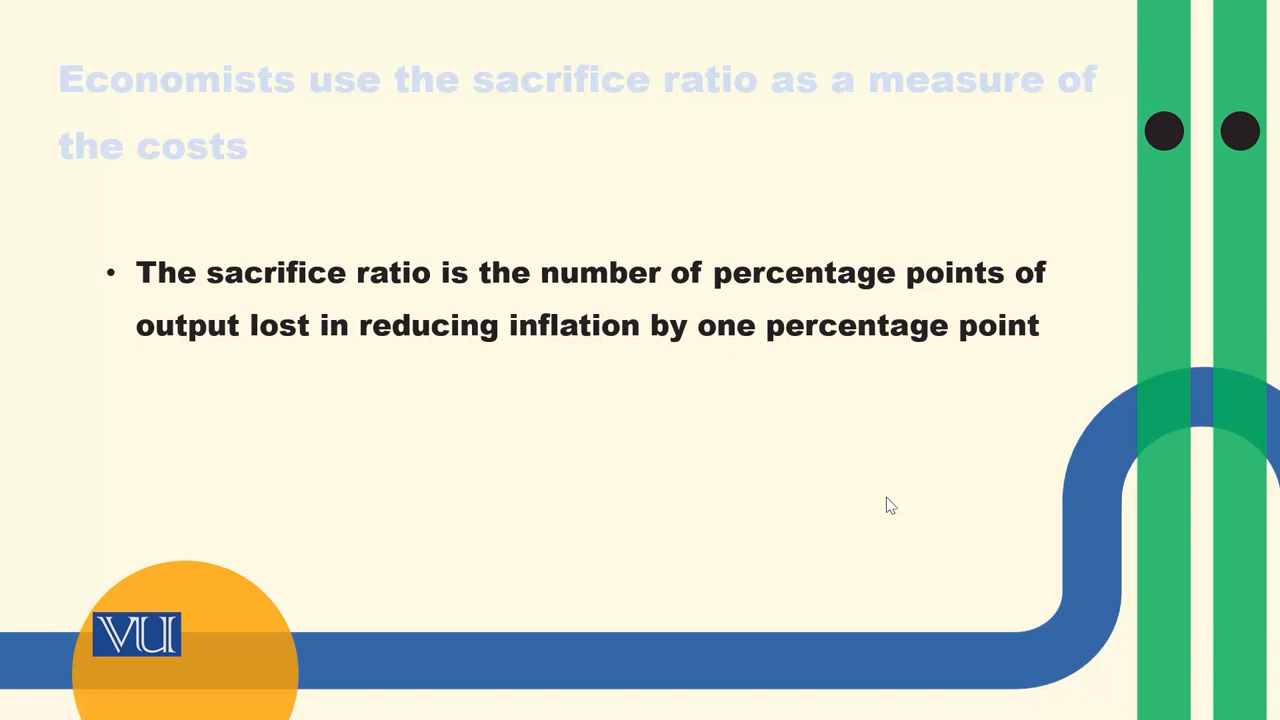 Economists use the sacrifice ratio as a measure of
the costs
• The sacrifice ratio is the number of percentage points of
output lost in reducing inflation by one percentage point
VU